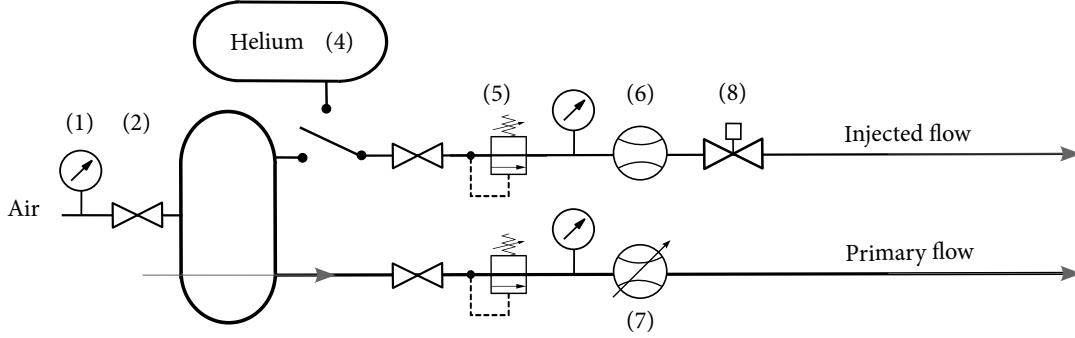 Helium (4)
(1) (2) (5) (6) (8)
Injected flow
Air
Primary flow
(7)